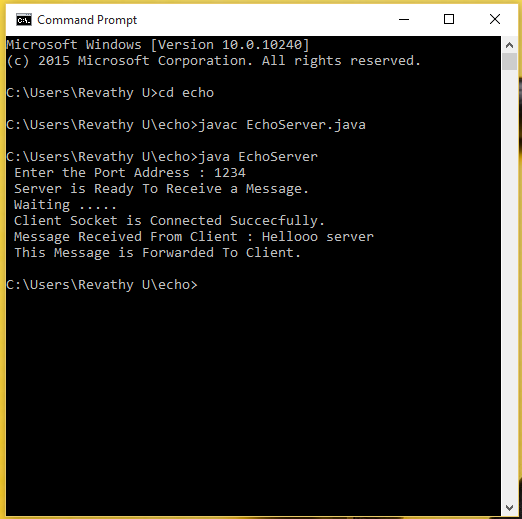 Command Prompt
Microsoft Windows [Version 10.0.10240]
(c) 2015 Microsoft Corporation. All rights reserved.
C:\Users\Revathy U>cd echo
C:\Users\Revathy U\echo>javac EchoServer.java
C:\Users\Revathy U\echo>java EchoServer
Enter the Port Address : 1234
Server is Ready To Receive a Message.
Waiting .....
Client Socket is Connected Succecfully.
Message Received From Client : Hellooo server
This Message is Forwarded To Client.
C:\Users\Revathy U\echo>